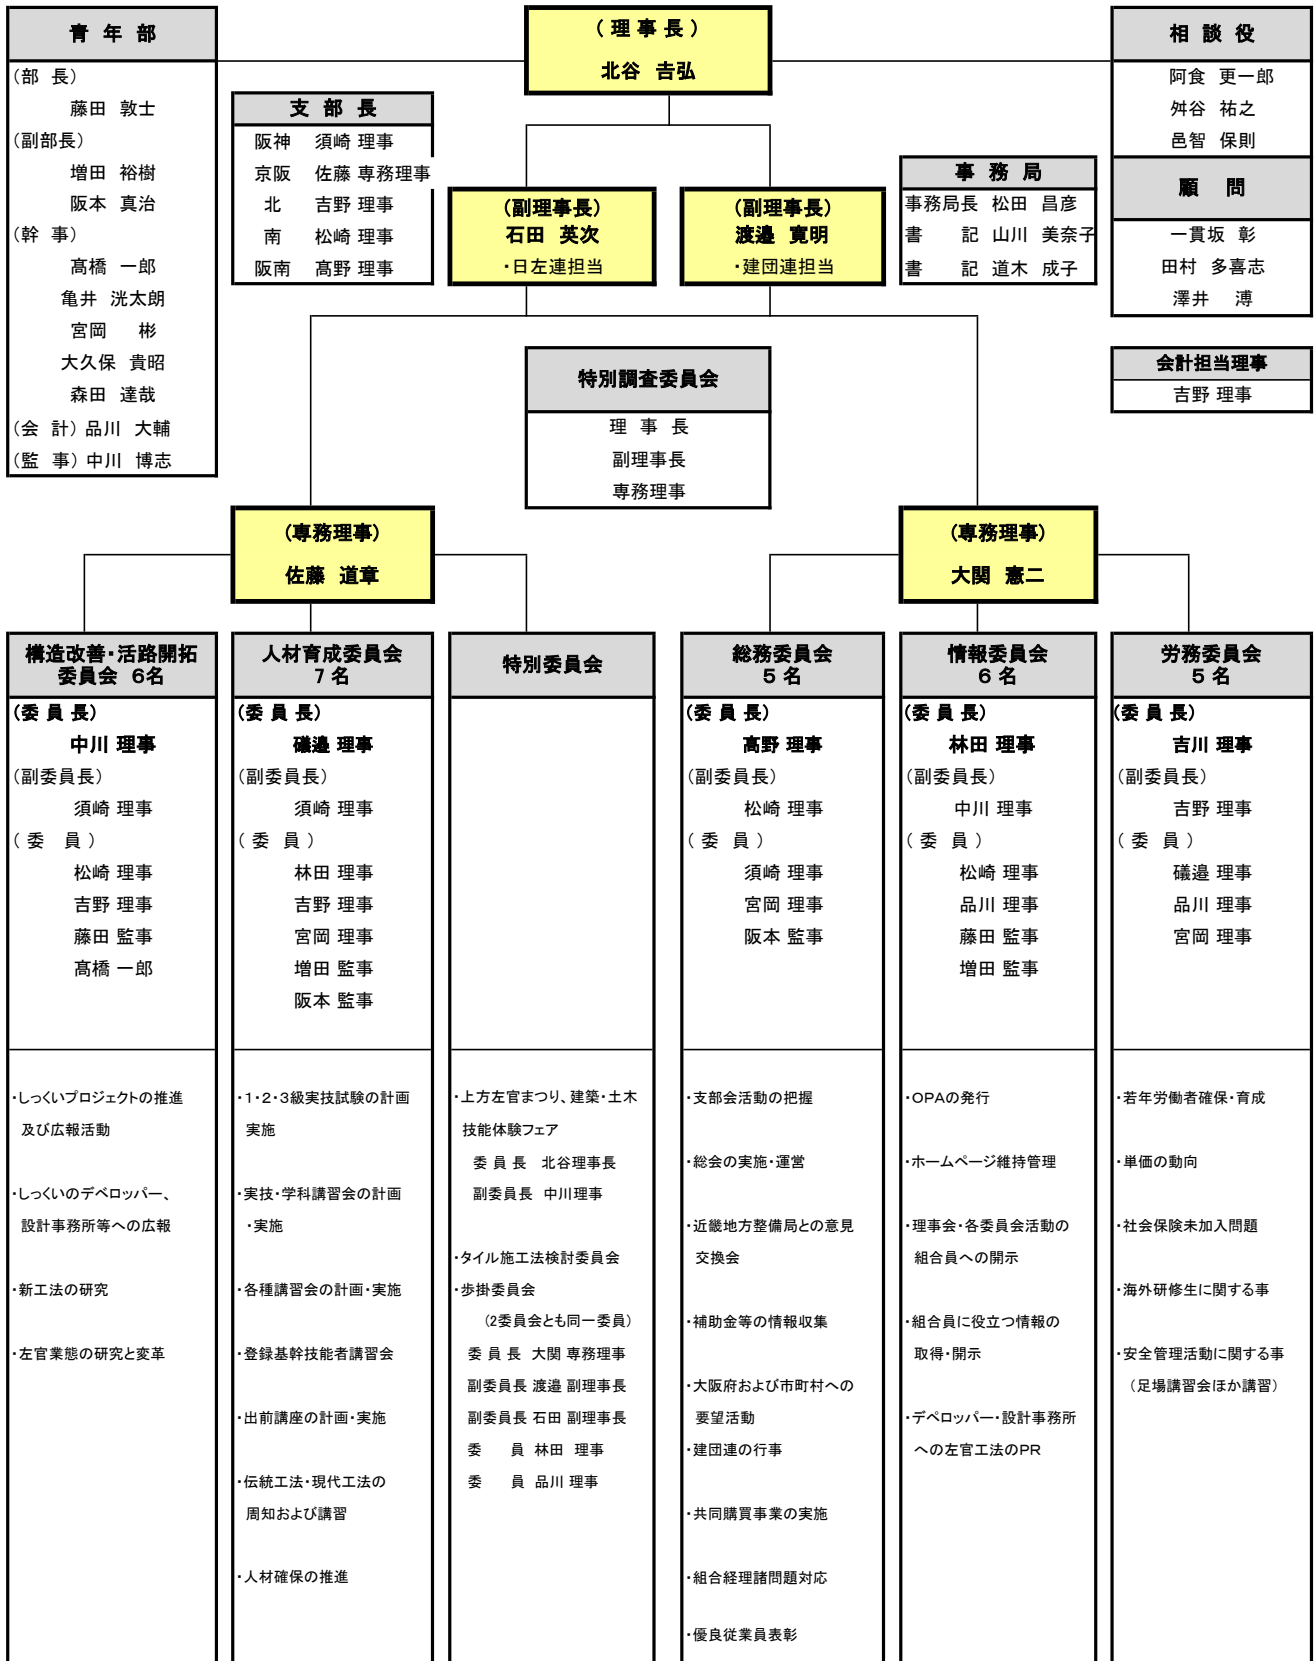 青 年 部
(部 長)
藤田 敦士
(副部長)
増田 裕樹
阪本 真治
(幹 事)
髙橋 一郎
亀井 洸太朗
宮岡 彬
大久保 貴昭
森田 達哉
(会 計) 品川 大輔
(監 事) 中川 博志
支 部 長
阪神 須崎 理事
京阪 佐藤 専務理事
北 吉野 理事
南 松崎 理事
阪南 髙野 理事
( 理 事 長 )
北谷 𠮷弘
(副理事長)
石田 英次
・日左連担当
(副理事長)
渡邉 寛明
・建団連担当
事 務 局
事務局長 松田 昌彦
書 記 山川 美奈子
書 記 道木 成子
相 談 役
阿食 更一郎
舛谷 祐之
邑智 保則
顧 問
一貫坂 彰
田村 多喜志
澤井 溥
会計担当理事
吉野 理事
特別調査委員会
理 事 長
副理事長
専務理事
(専務理事)
佐藤 道章
(専務理事)
大関 憲二
構造改善・活路開拓
委員会 6名
(委 員 長)
中川 理事
(副委員長)
須崎 理事
( 委 員 )
松崎 理事
吉野 理事
藤田 監事
髙橋 一郎
・しっくいプロジェクトの推進
及び広報活動
・しっくいのデベロッパー、
設計事務所等への広報
・新工法の研究
・左官業態の研究と変革
人材育成委員会
7 名
(委 員 長)
礒邉 理事
(副委員長)
須崎 理事
( 委 員 )
林田 理事
吉野 理事
宮岡 理事
増田 監事
阪本 監事
・1・2・3級実技試験の計画
実施
・実技・学科講習会の計画
・実施
・各種講習会の計画・実施
・登録基幹技能者講習会
・出前講座の計画・実施
・伝統工法・現代工法の
周知および講習
・人材確保の推進
特別委員会
・上方左官まつり、建築・土木
技能体験フェア
委 員 長 北谷理事長
副委員長 中川理事
・タイル施工法検討委員会
・歩掛委員会
(2委員会とも同一委員)
委 員 長 大関 専務理事
副委員長 渡邉 副理事長
副委員長 石田 副理事長
委 員 林田 理事
委 員 品川 理事
総務委員会
5 名
(委 員 長)
髙野 理事
(副委員長)
松崎 理事
( 委 員 )
須崎 理事
宮岡 理事
阪本 監事
・支部会活動の把握
・総会の実施・運営
・近畿地方整備局との意見
交換会
・補助金等の情報収集
・大阪府および市町村への
要望活動
・建団連の行事
・共同購買事業の実施
・組合経理諸問題対応
・優良従業員表彰
情報委員会
6 名
(委 員 長)
林田 理事
(副委員長)
中川 理事
( 委 員 )
松崎 理事
品川 理事
藤田 監事
増田 監事
・OPAの発行
・ホームページ維持管理
・理事会・各委員会活動の
組合員への開示
・組合員に役立つ情報の
取得・開示
・デベロッパー・設計事務所
への左官工法のPR
労務委員会
5 名
(委 員 長)
吉川 理事
(副委員長)
吉野 理事
( 委 員 )
礒邉 理事
品川 理事
宮岡 理事
・若年労働者確保・育成
・単価の動向
・社会保険未加入問題
・海外研修生に関する事
・安全管理活動に関する事
(足場講習会ほか講習)